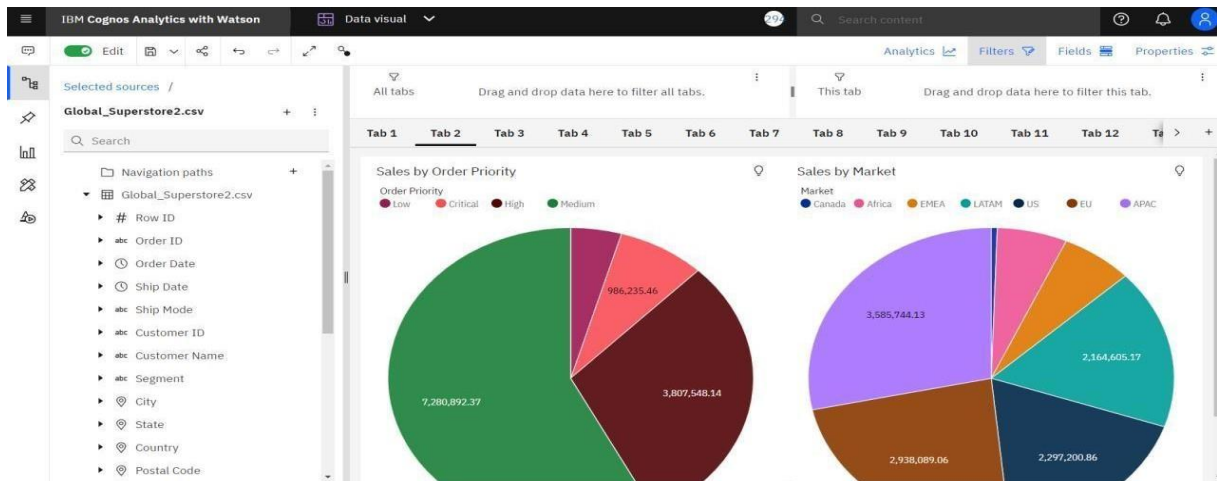 IBM Cognos Analytics with Watson
Data visual
294
Search content
Edit
Analytics
Filters
Fields
Properties
Selected sources /
Global_Superstore2.csv
Search
Navigation paths
Global_Superstore2.csv
# Row ID
abc Order ID
Order Date
Ship Date
abc Ship Mode
abc Customer ID
abc Customer Name
abc Segment
City
State
Country
Postal Code
All tabs
Drag and drop data here to filter all tabs.
This tab
Drag and drop data here to filter this tab.
Tab 1 Tab 2 Tab 3 Tab 4 Tab 5 Tab 6 Tab 7 Tab 8 Tab 9 Tab 10 Tab 11 Tab 12
Sales by Order Priority
Order Priority
Low Critical High Medium
986,235.46
3,807,548.14
7,280,892.37
Sales by Market
Market
Canada Africa EMEA LATAM US EU APAC
3,585,744.13
2,164,605.17
2,938,089.06
2,297,200.86